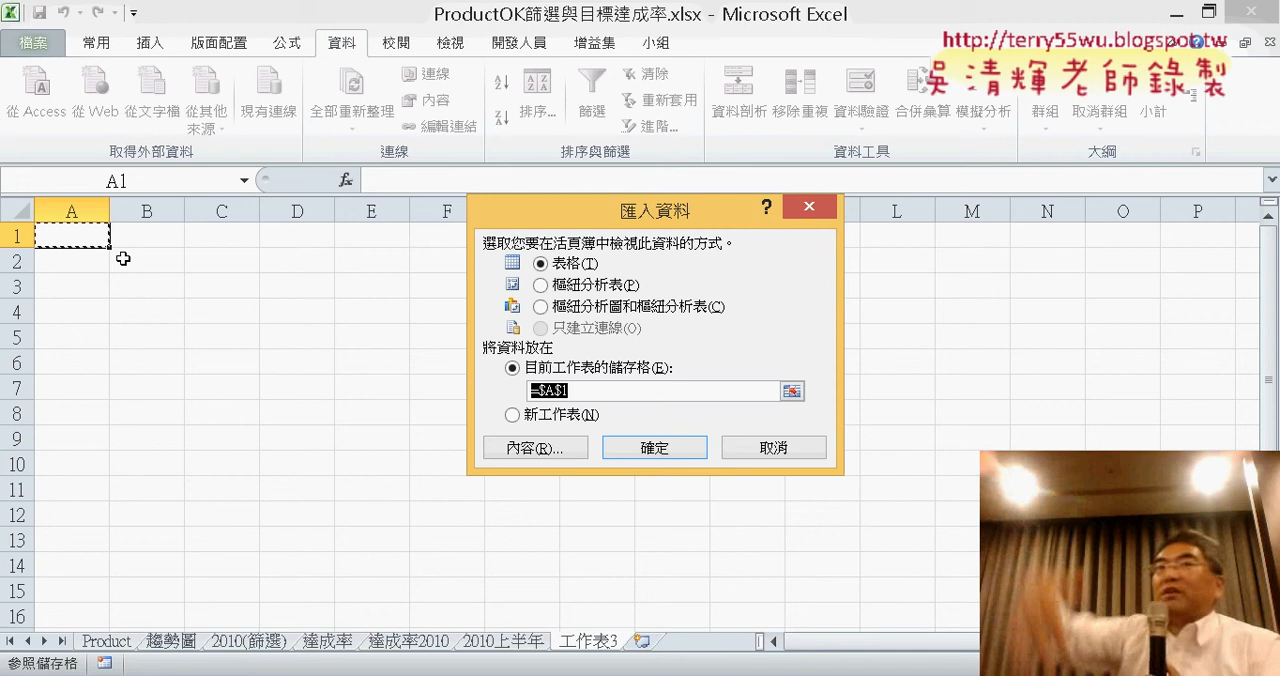 ProductOK篩選與目標達成率.xlsx - Microsoft Excel
檔案 常用 插入 版面配置 公式 資料 校閱 檢視 開發人員 增益集 小組
http://terry55wu.blogspot.tw
吳清輝老師錄製
從 Access 從 Web 從文字檔 從其他來源 現有連線
取得外部資料
全部重新整理 連線 內容 編輯連結
連線
排序... 篩選 清除 重新套用 進階...
排序與篩選
資料剖析 移除重複 資料驗證 合併彙算 模擬分析
資料工具
群組 取消群組 小計
大綱
A1 fx
A B C D E F L M N O P
1
2
3
4
5
6
7
8
9
10
11
12
13
14
15
16
匯入資料 ?
選取您要在活頁簿中檢視此資料的方式。
表格(T)
樞紐分析表(P)
樞紐分析圖和樞紐分析表(C)
只建立連線(O)
將資料放在
目前工作表的儲存格(E):
=$A$1
新工作表(N)
內容(R)... 確定 取消
Product 趨勢圖 2010(篩選) 達成率 達成率2010 2010上半年 工作表3
參照儲存格